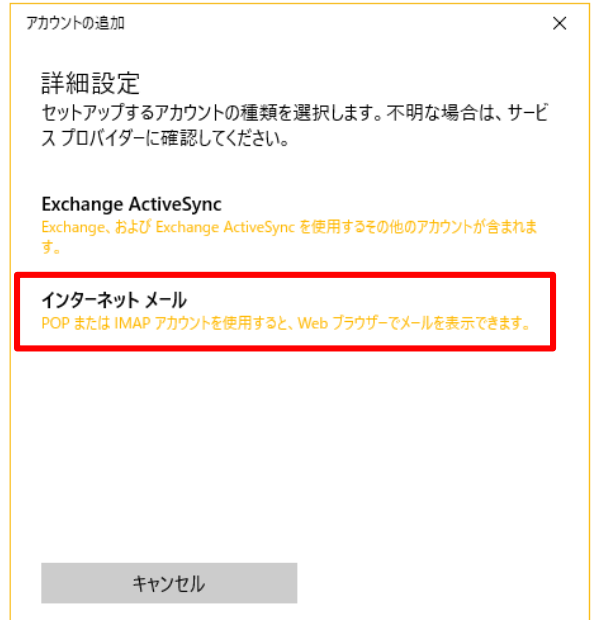 アカウントの追加
詳細設定
セットアップするアカウントの種類を選択します。不明な場合は、サービ
ス プロバイダーに確認してください。
Exchange ActiveSync
Exchange、および Exchange ActiveSync を使用するその他のアカウントが含まれま
す。
インターネット メール
POP または IMAP アカウントを使用すると、Web ブラウザーでメールを表示できます。
キャンセル